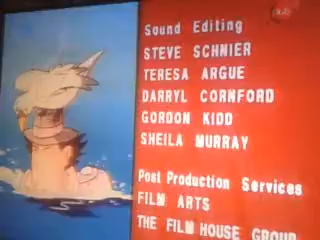 Sound Editing
STEVE SCHNIER
TERESA ARGUE
DARRYL CORNFORD
GORDON KIDD
SHEILA MURRAY
Post Production Services
FILM ARTS
THE FILM HOUSE GROUP